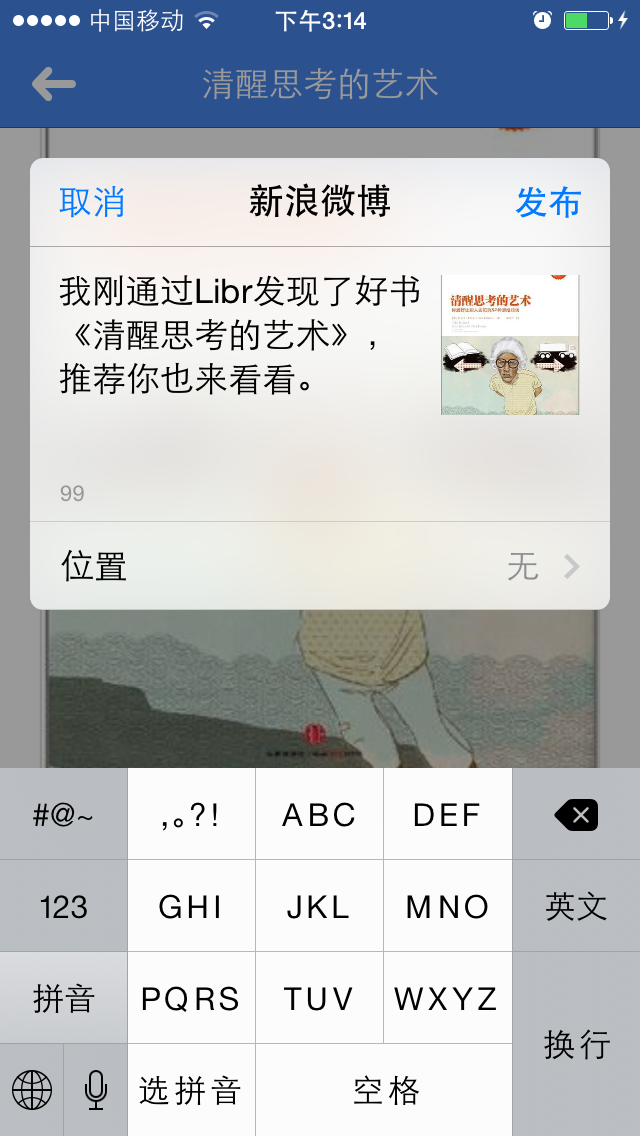 中国移动 下午3:14
清醒思考的艺术
取消 新浪微博 发布
我刚通过Libr发现了好书
《清醒思考的艺术》，
推荐你也来看看。
清醒思考的艺术
99
位置 无
#@~ ,。?! ABC DEF
123 GHI JKL MNO 英文
拼音 PQRS TUV WXYZ
换行
选拼音 空格